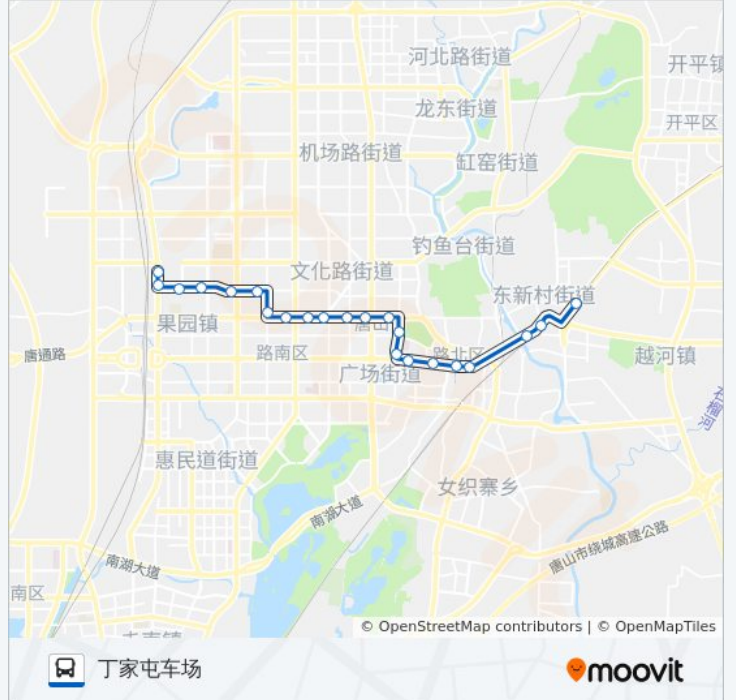 河北路街道
开平镇
龙东街道
开平区
机场路街道
缸窑街道
钓鱼台街道
文化路街道
东新村街道
果园镇
唐山
唐通路
路南区
路北区
越河镇
广场街道
石榴河
惠民道街道
女织寨乡
南湖大道
唐山市绕城高速公路
南湖大道
南区
© OpenStreetMap contributors | © OpenMapTiles
丁家屯车场
moovit